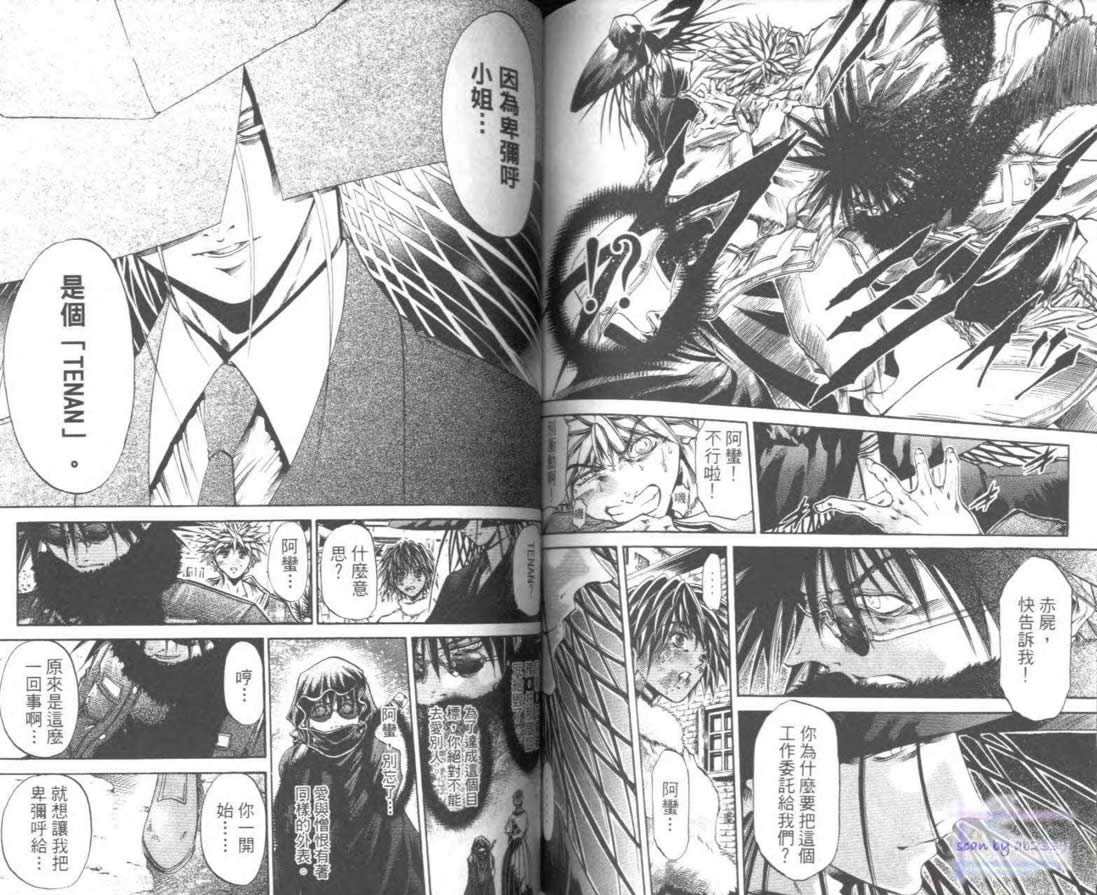 !?
阿蠻！
不行啦！
嘰
嘰
赤屍，
快告訴我！
…
阿蠻…
你為什麼要把這個
工作委託給我們？
因為卑彌呼
小姐…
是個「TENAN」。
TENAN?
什麼意
思？
阿蠻…
為了達成這個目
標，你絕對不能
去愛別人
阿蠻，別忘了…
愛與憎恨有著
同樣的外表。
哼…
原來是這麼
一回事啊…
你一開
始……
就想讓我把
卑彌呼給…
scan by